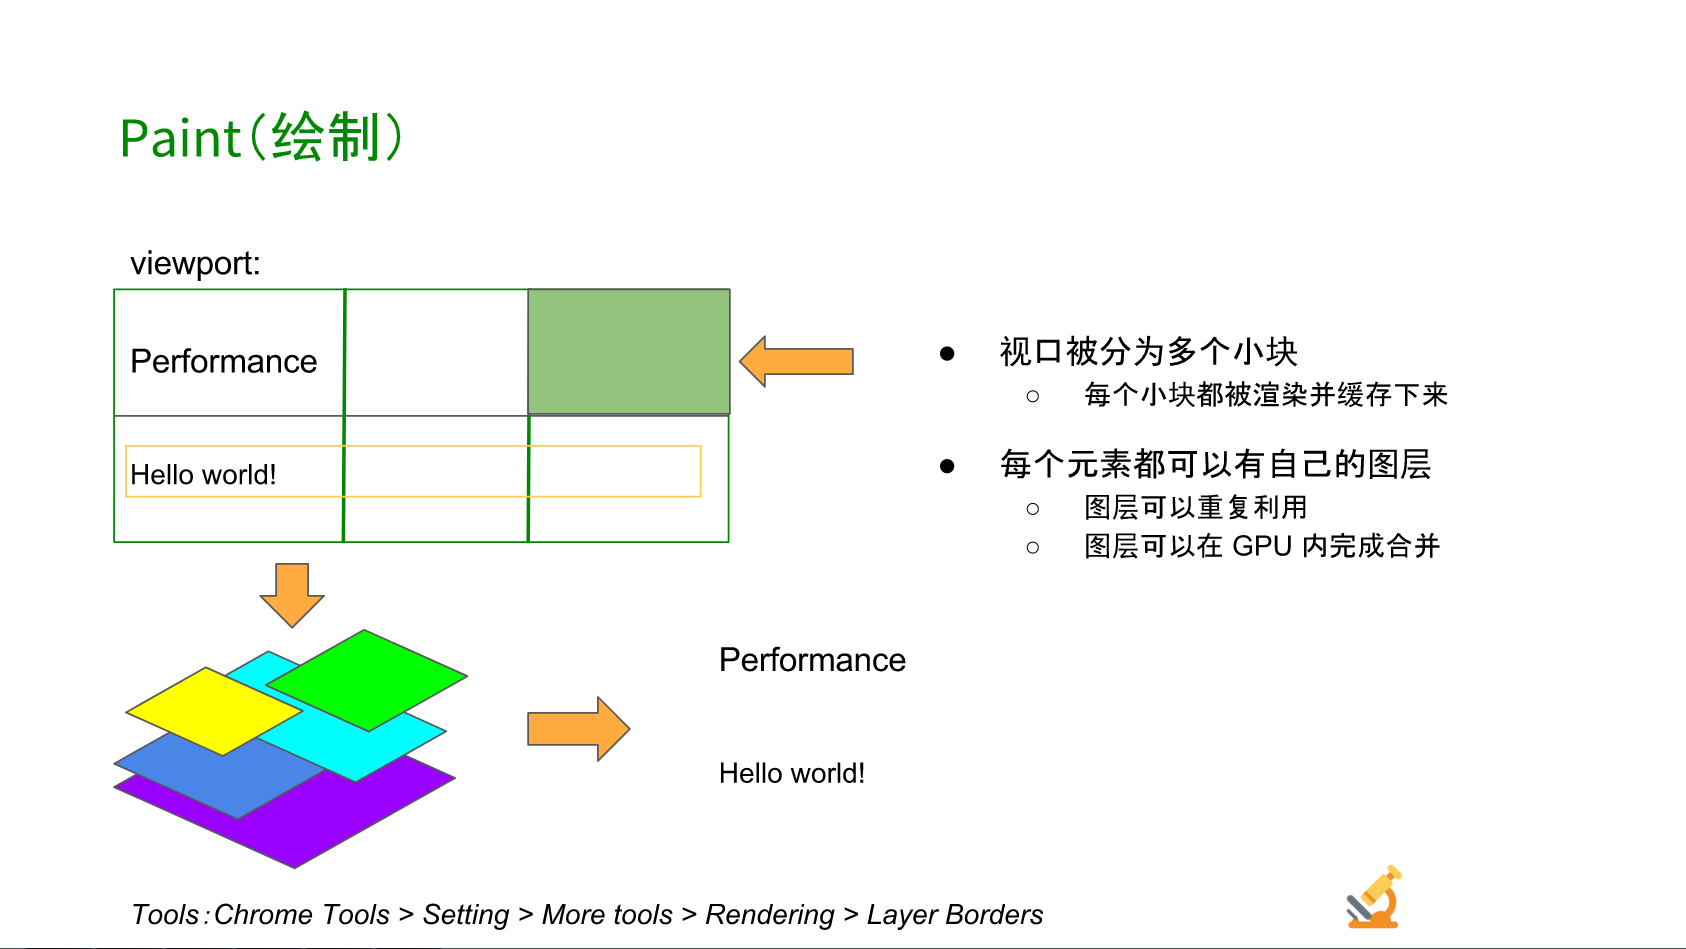 Paint（绘制）
viewport:
Performance
Hello world!
● 视口被分为多个小块
○ 每个小块都被渲染并缓存下来
● 每个元素都可以有自己的图层
○ 图层可以重复利用
○ 图层可以在 GPU 内完成合并
Performance
Hello world!
Tools：Chrome Tools > Setting > More tools > Rendering > Layer Borders